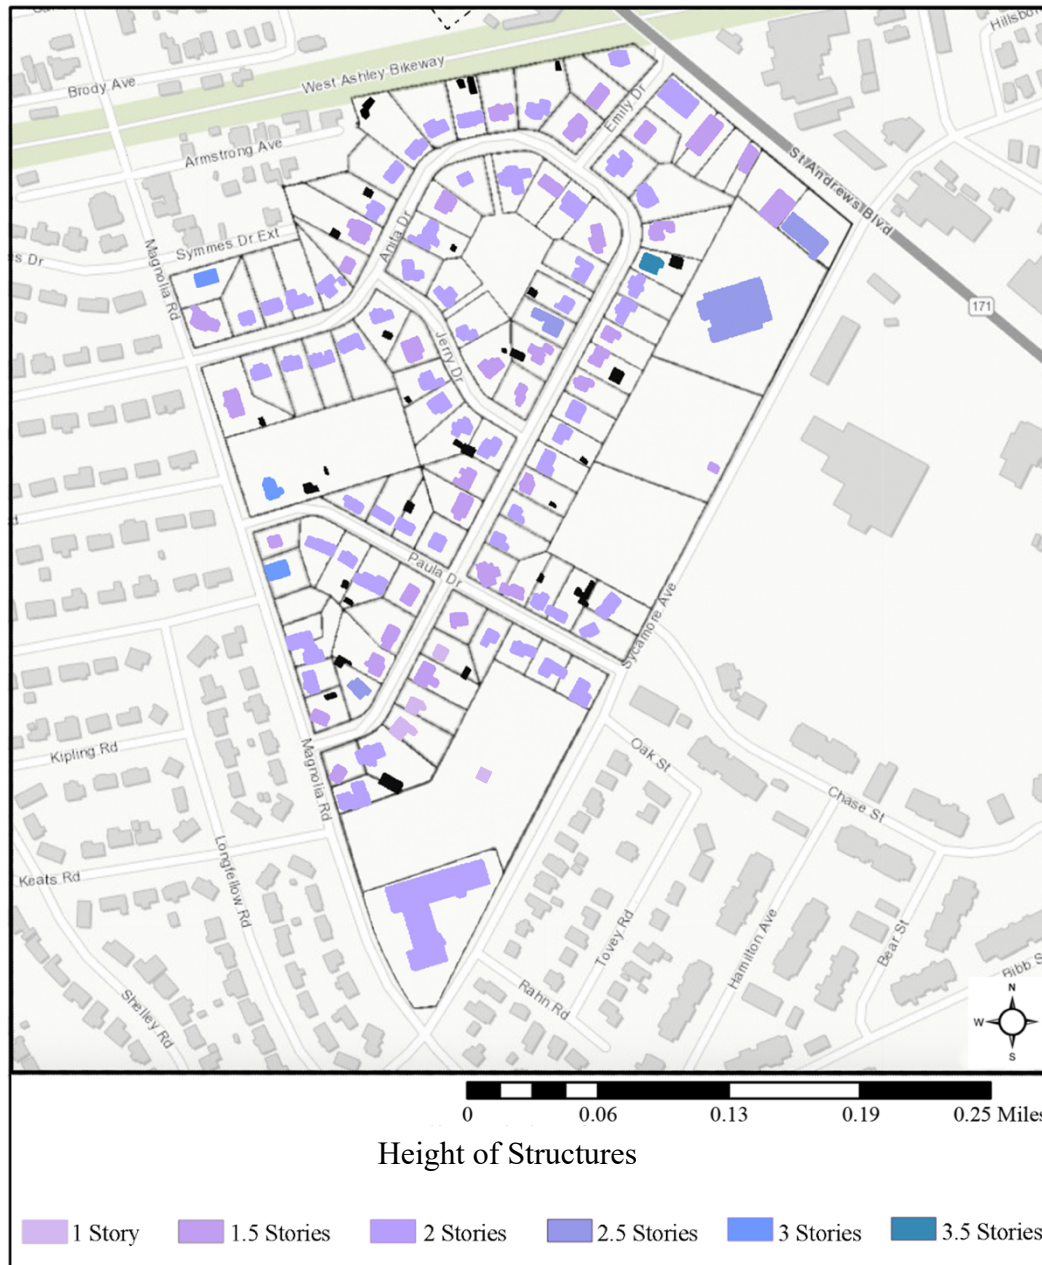 Hillsbor
Brody Ave
West Ashley Bikeway
Emily Dr
Armstrong Ave
St Andrews Blvd
Symmes Dr Ext
Anita Dr
s Dr
Magnolia Rd
171
Jerry Dr
d
Paula Dr
Sycamore Ave
Kipling Rd
Magnolia Rd
Oak St
Chase St
Longfellow Rd
Keats Rd
Tovey Rd
Hamilton Ave
Bear St
Bibb S
Shelley Rd
Rahn Rd
N
W
S
0 0.06 0.13 0.19 0.25 Miles
Height of Structures
1 Story 1.5 Stories 2 Stories 2.5 Stories 3 Stories 3.5 Stories